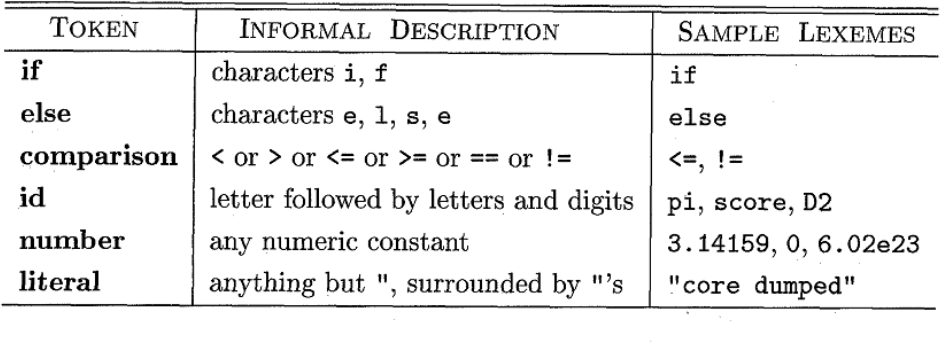 TOKEN INFORMAL DESCRIPTION SAMPLE LEXEMES
if characters i, f if
else characters e, l, s, e else
comparison < or > or <= or >= or == or != <=, !=
id letter followed by letters and digits pi, score, D2
number any numeric constant 3.14159, 0, 6.02e23
literal anything but ", surrounded by "'s "core dumped"